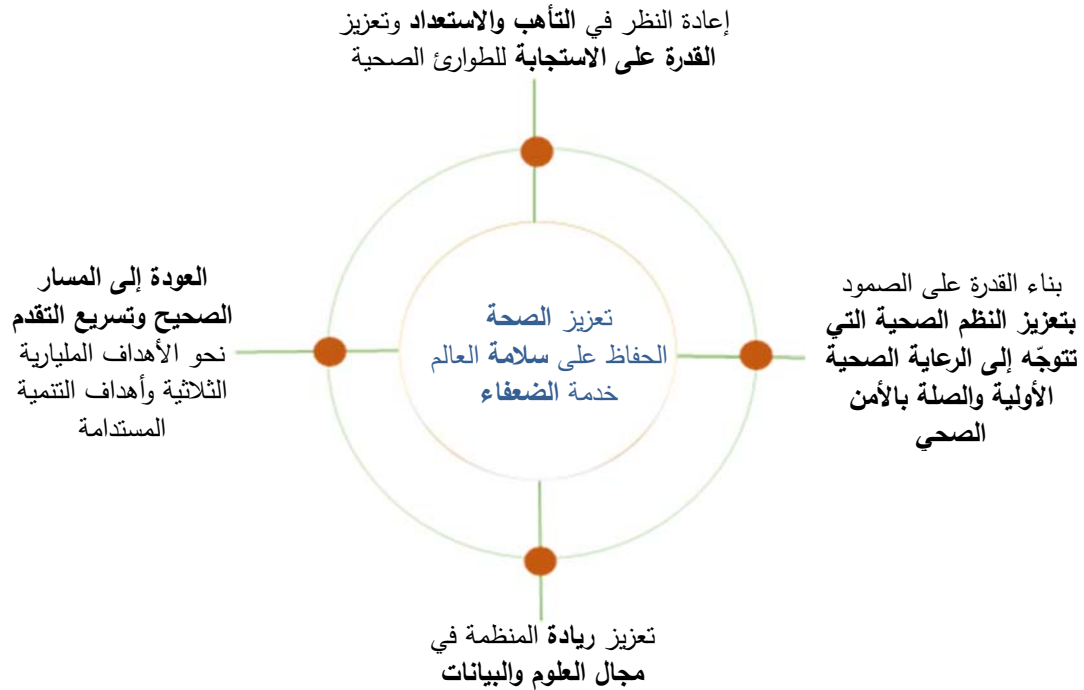 إعادة النظر في التأهب والاستعداد وتعزيز
القدرة على الاستجابة للطوارئ الصحية
بناء القدرة على الصمود
بتعزيز النظم الصحية التي
تتوجّه إلى الرعاية الصحية
الأولية والصلة بالأمن
الصحي
تعزيز الصحة
الحفاظ على سلامة العالم
خدمة الضعفاء
العودة إلى المسار
الصحيح وتسريع التقدم
نحو الأهداف المليارية
الثلاثية وأهداف التنمية
المستدامة
تعزيز ريادة المنظمة في
مجال العلوم والبيانات